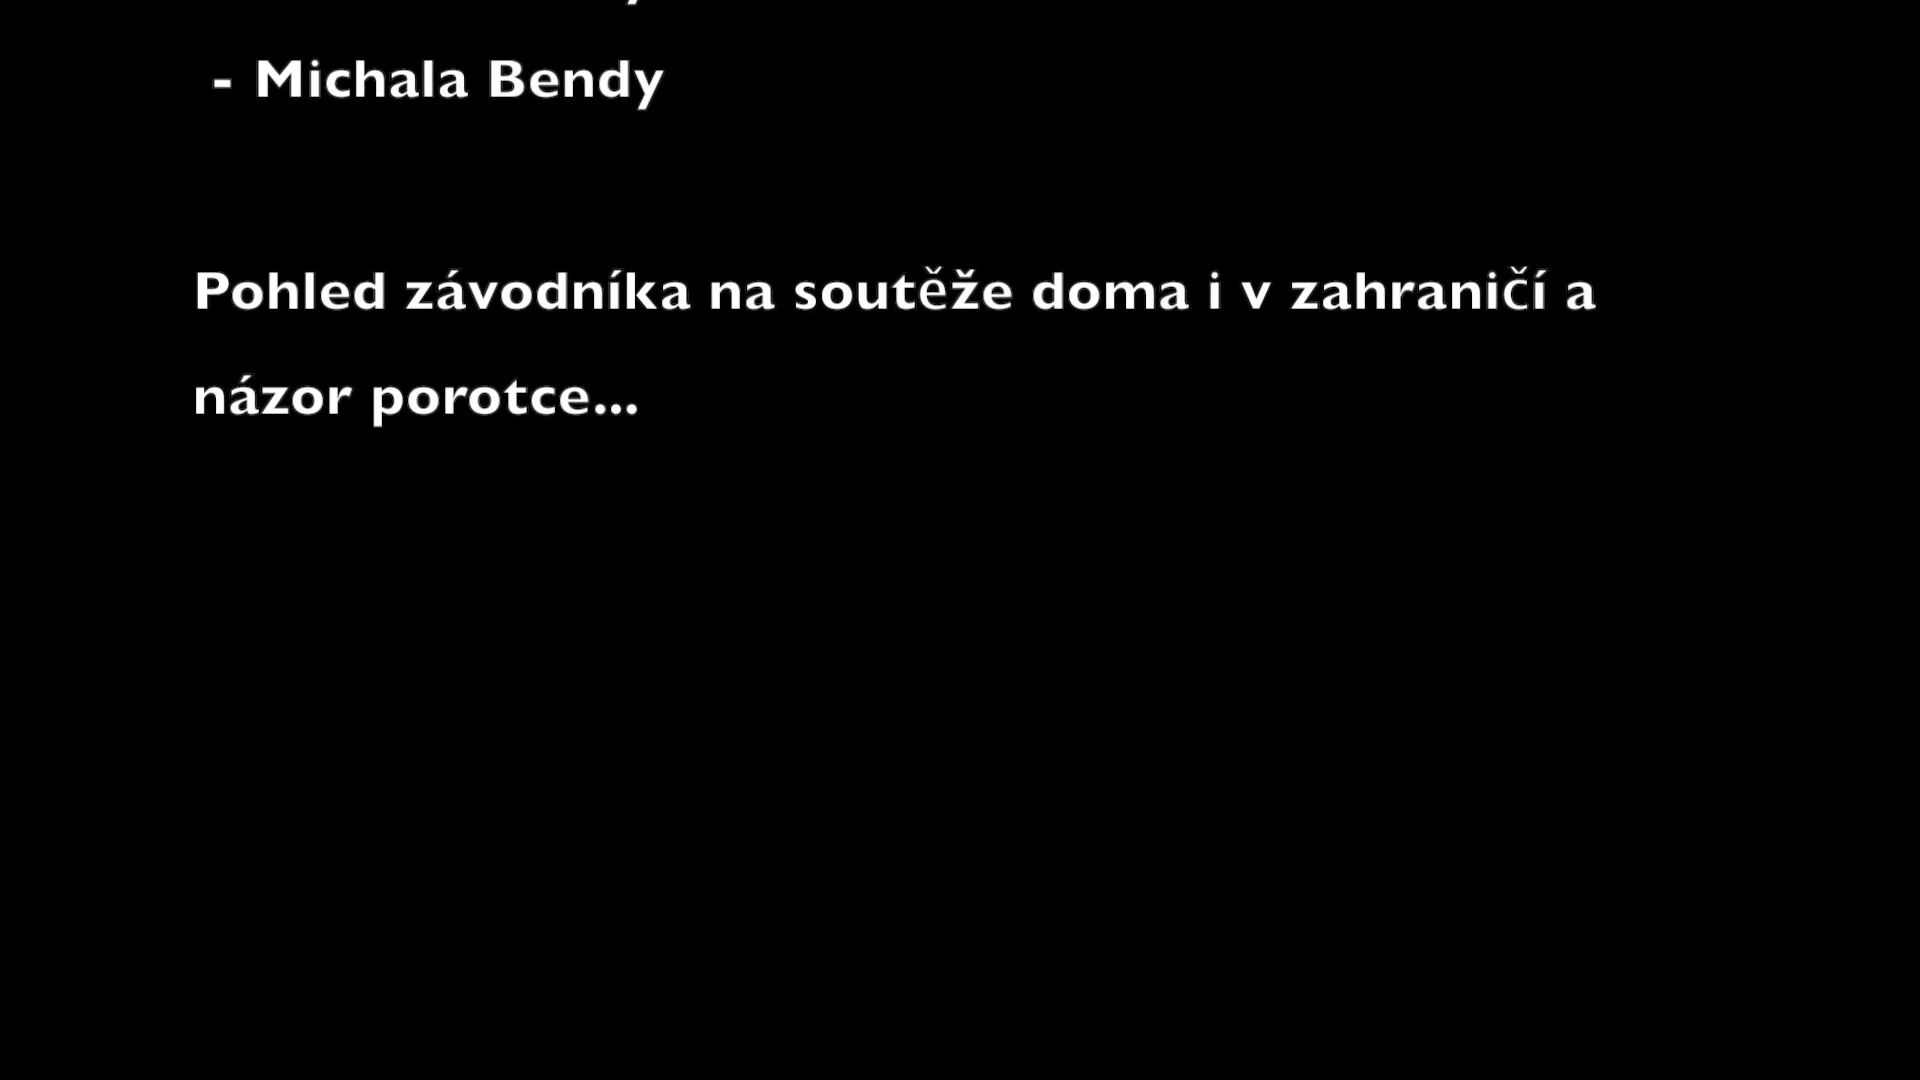 - Michala Bendy
Pohled závodníka na soutěže doma i v zahraničí a
názor porotce...